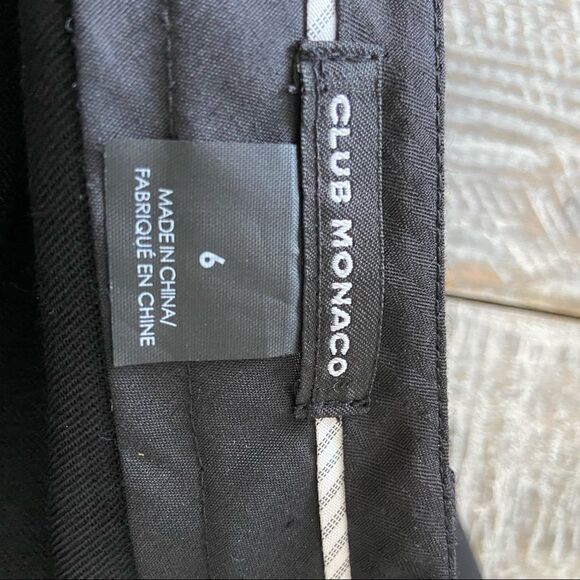 CLUB MONACO
6
MADE IN CHINA/
FABRIQUÉ EN CHINE